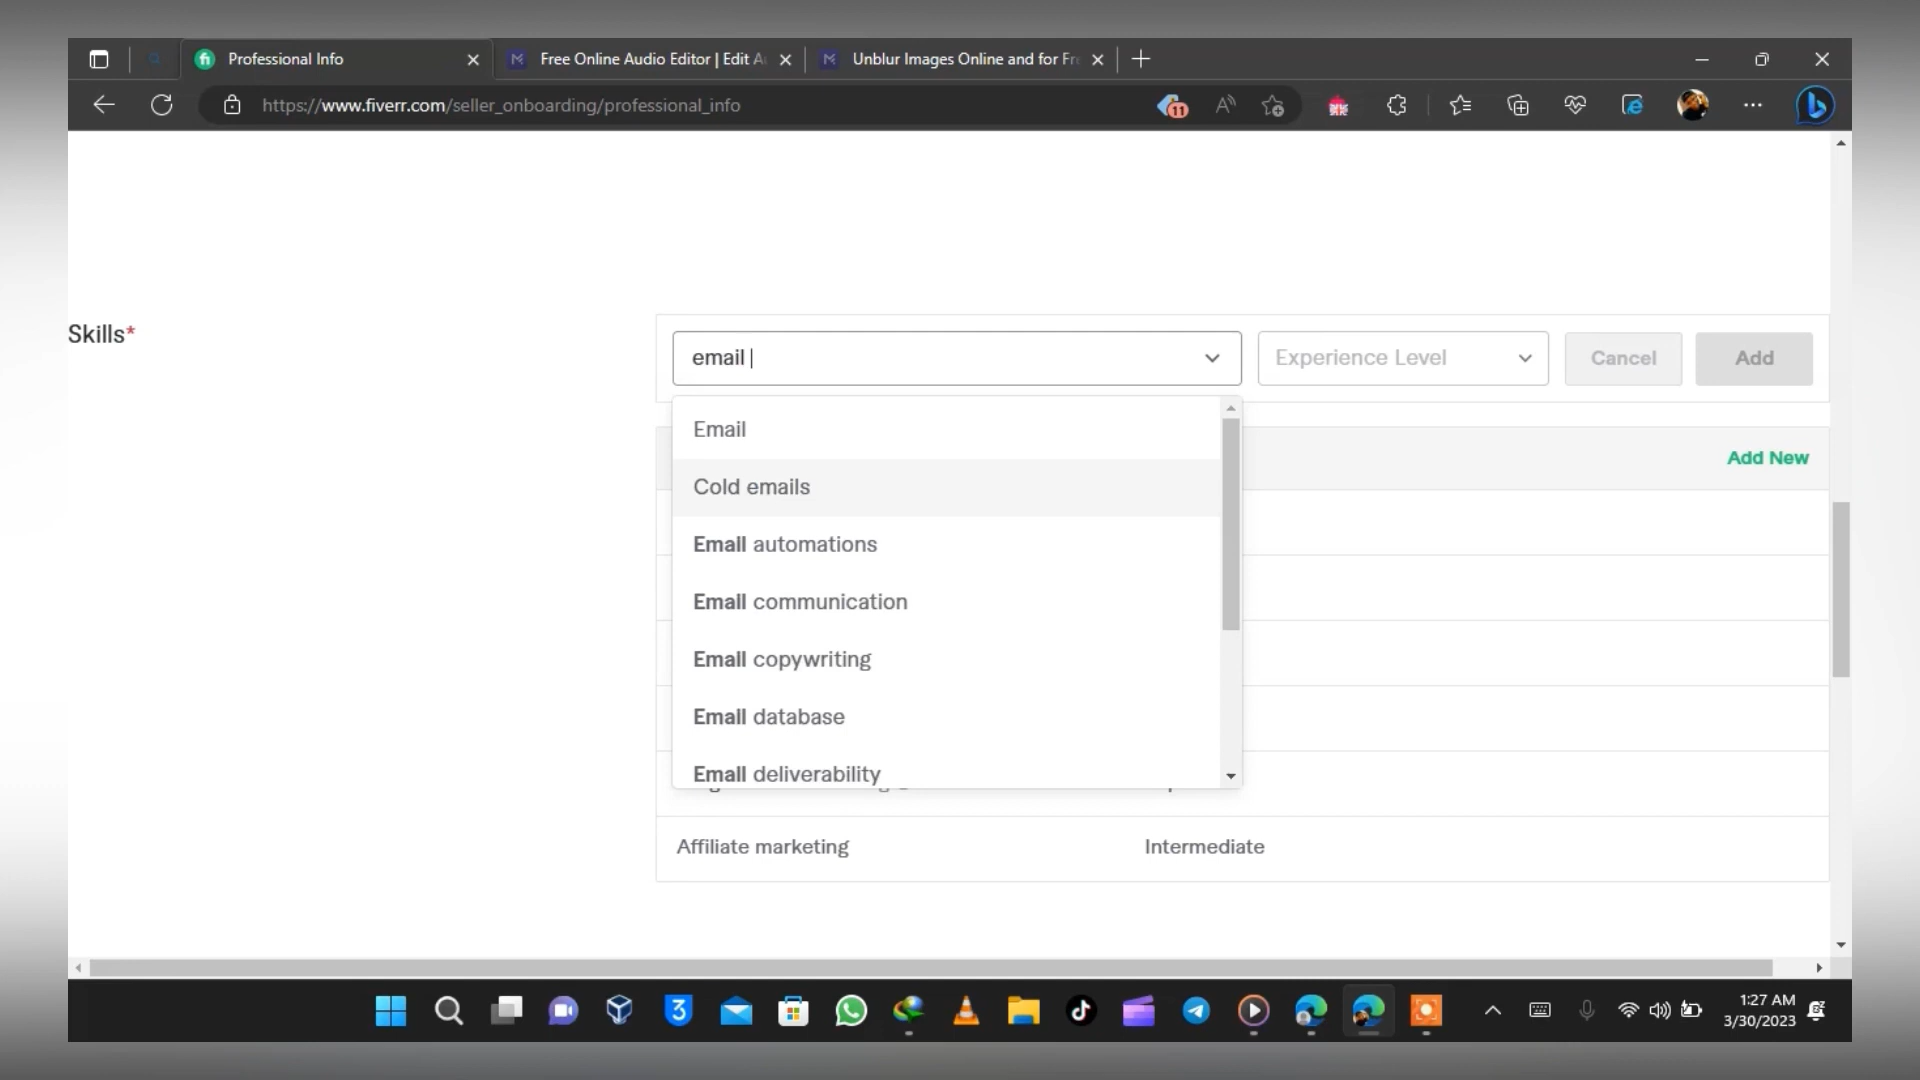 Professional Info
Free Online Audio Editor | Edit A
Unblur Images Online and for Fr
https://www.fiverr.com/seller_onboarding/professional_info
11
Skills*
email
Experience Level
Cancel
Add
Email
Cold emails
Add New
Email automations
Email communication
Email copywriting
Email database
Email deliverability
Affiliate marketing
Intermediate
1:27 AM
3/30/2023